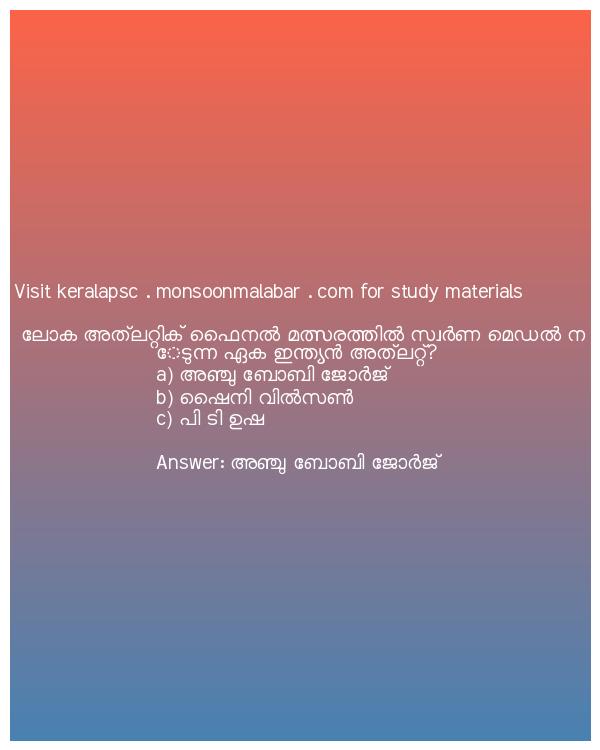 Visit keralapsc . monsoonmalabar . com for study materials
ലോക അത്‌ലറ്റിക് ഫൈനൽ മത്സരത്തിൽ സ്വർണ മെഡൽ ന
േടുന്ന ഏക ഇന്ത്യൻ അത്‌ലറ്റ്?
a) അഞ്ചു ബോബി ജോർജ്
b) ഷൈനി വിൽസൺ
c) പി ടി ഉഷ
Answer: അഞ്ചു ബോബി ജോർജ്